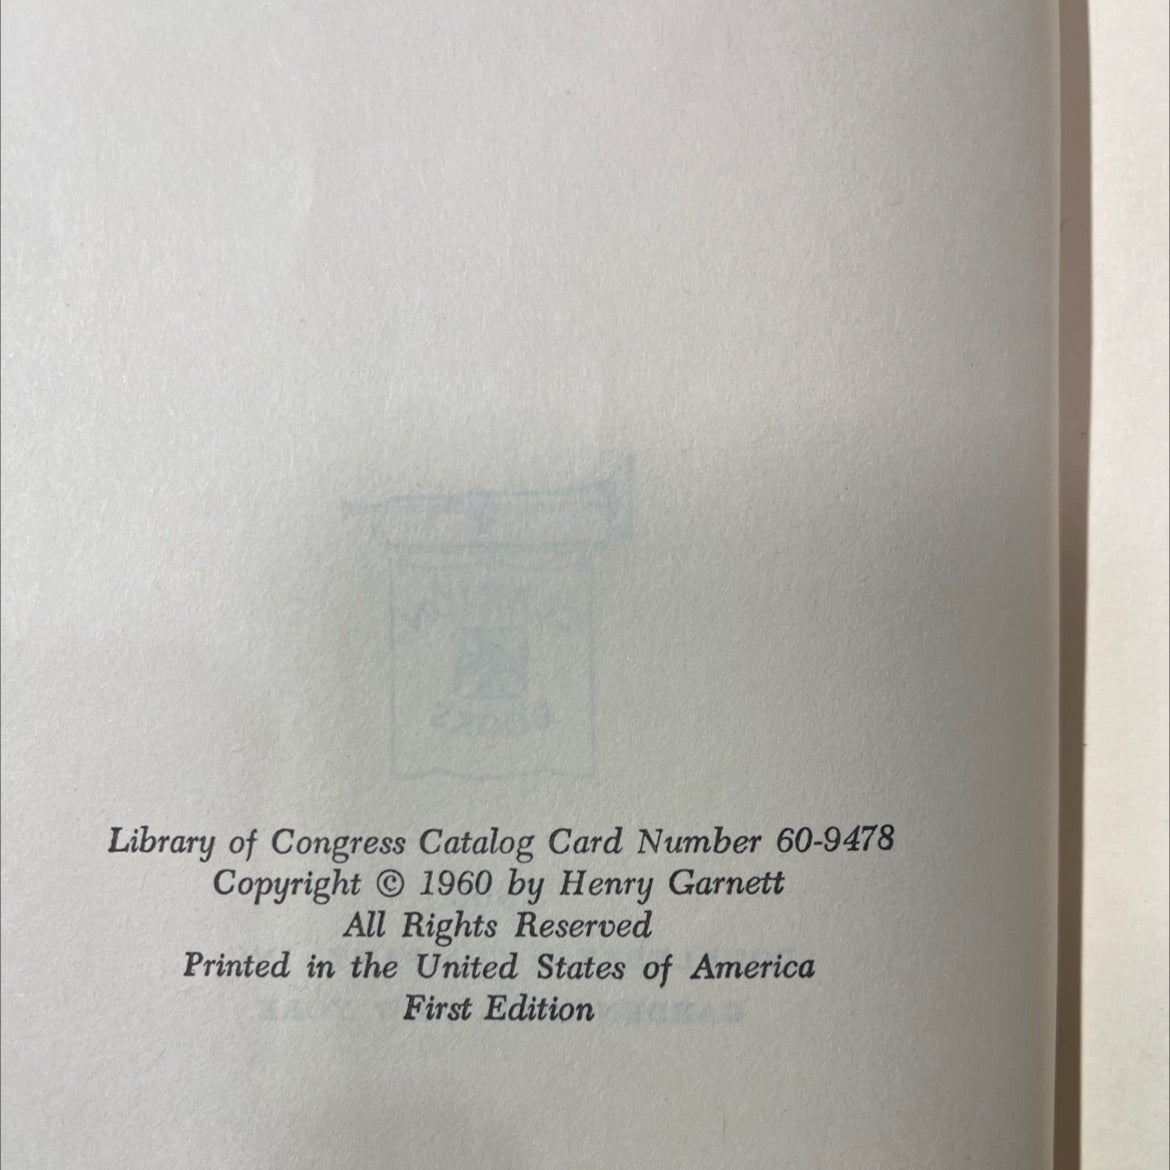 Library of Congress Catalog Card Number 60-9478
Copyright © 1960 by Henry Garnett
All Rights Reserved
Printed in the United States of America
First Edition